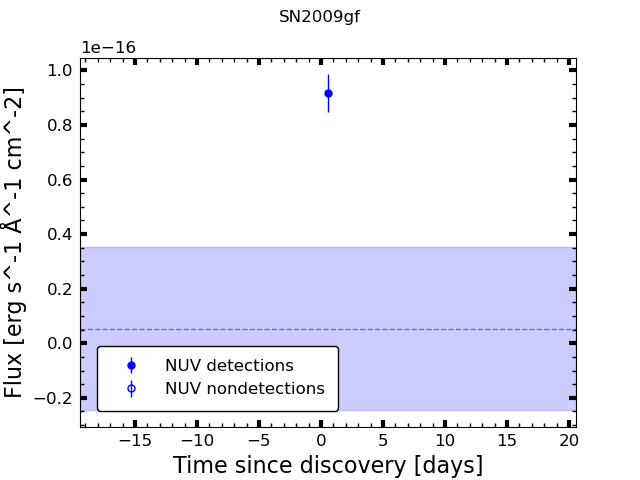 SN2009gf
1e−16
1.0
0.8
0.6
0.4
0.2
0.0
−0.2
Flux [erg s^-1 Å^-1 cm^-2]
NUV detections
NUV nondetections
−15 −10 −5 0 5 10 15 20
Time since discovery [days]